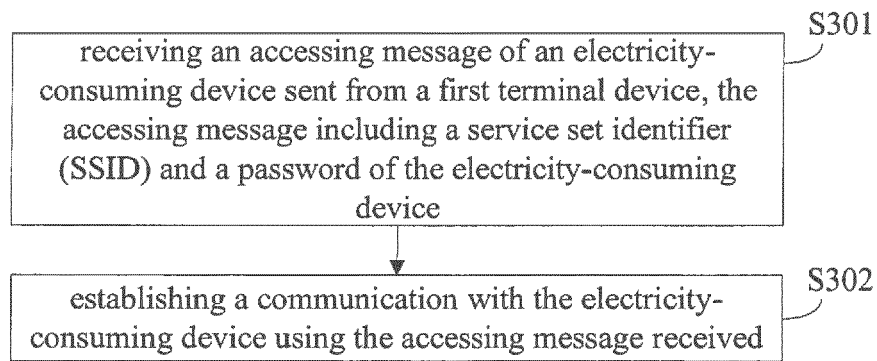 S301
receiving an accessing message of an electricity-
consuming device sent from a first terminal device, the
accessing message including a service set identifier
(SSID) and a password of the electricity-consuming
device
S302
establishing a communication with the electricity-
consuming device using the accessing message received